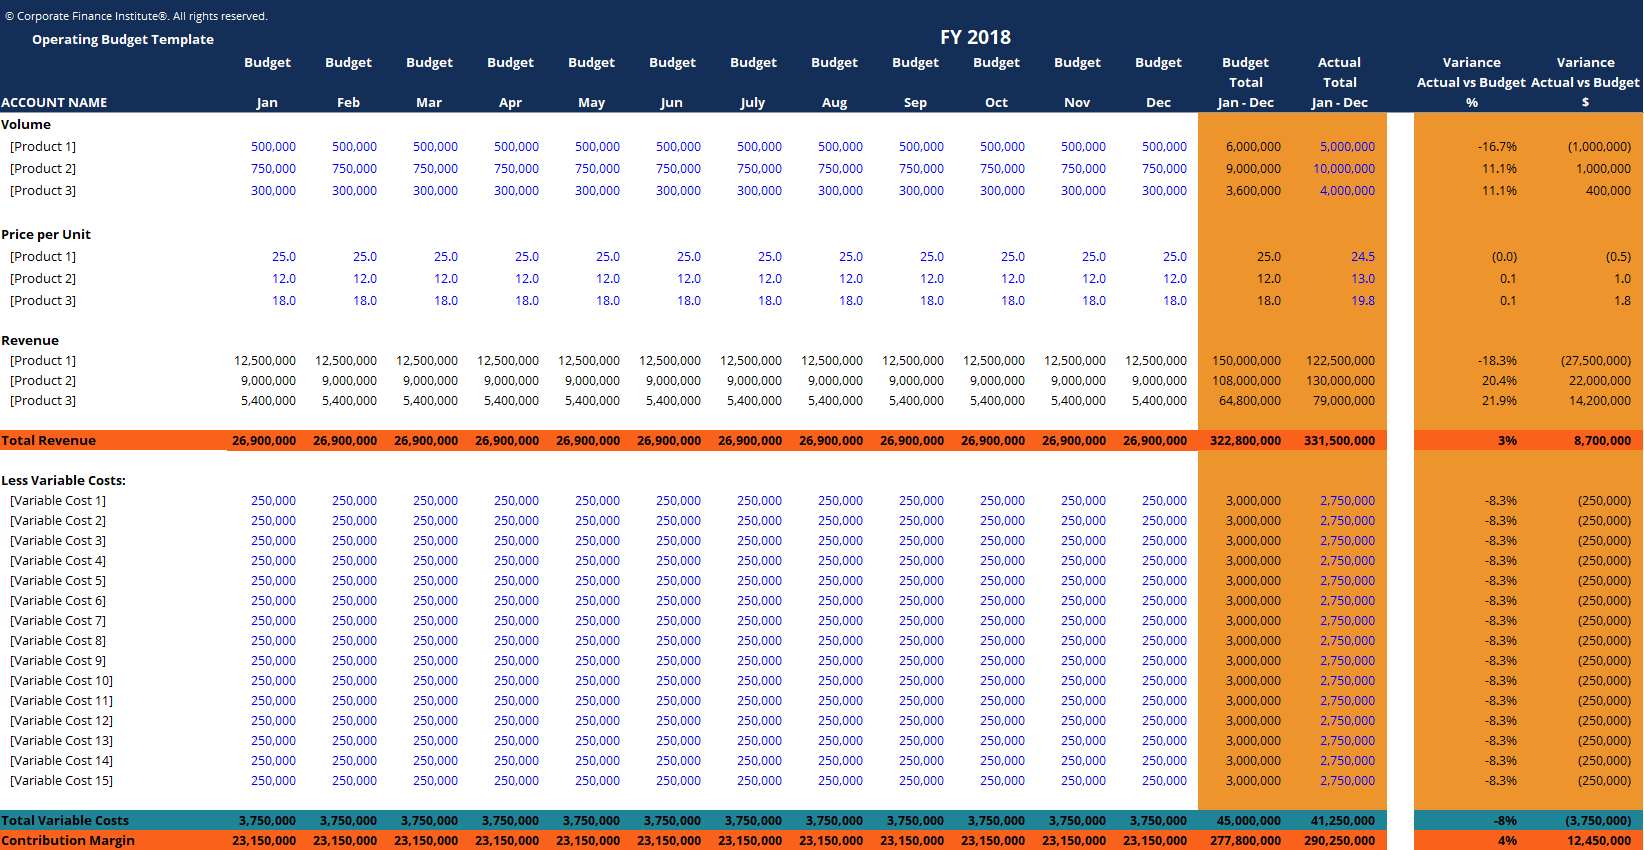 © Corporate Finance Institute®. All rights reserved.
Operating Budget Template FY 2018
Budget Budget Budget Budget Budget Budget Budget Budget Budget Budget Budget Budget Budget Actual Variance Variance
Total Total Actual vs Budget Actual vs Budget
ACCOUNT NAME Jan Feb Mar Apr May Jun July Aug Sep Oct Nov Dec Jan - Dec Jan - Dec % $
Volume
[Product 1] 500,000 500,000 500,000 500,000 500,000 500,000 500,000 500,000 500,000 500,000 500,000 500,000 6,000,000 5,000,000 -16.7% (1,000,000)
[Product 2] 750,000 750,000 750,000 750,000 750,000 750,000 750,000 750,000 750,000 750,000 750,000 750,000 9,000,000 10,000,000 11.1% 1,000,000
[Product 3] 300,000 300,000 300,000 300,000 300,000 300,000 300,000 300,000 300,000 300,000 300,000 300,000 3,600,000 4,000,000 11.1% 400,000
Price per Unit
[Product 1] 25.0 25.0 25.0 25.0 25.0 25.0 25.0 25.0 25.0 25.0 25.0 25.0 25.0 24.5 (0.0) (0.5)
[Product 2] 12.0 12.0 12.0 12.0 12.0 12.0 12.0 12.0 12.0 12.0 12.0 12.0 12.0 13.0 0.1 1.0
[Product 3] 18.0 18.0 18.0 18.0 18.0 18.0 18.0 18.0 18.0 18.0 18.0 18.0 18.0 19.8 0.1 1.8
Revenue
[Product 1] 12,500,000 12,500,000 12,500,000 12,500,000 12,500,000 12,500,000 12,500,000 12,500,000 12,500,000 12,500,000 12,500,000 12,500,000 150,000,000 122,500,000 -18.3% (27,500,000)
[Product 2] 9,000,000 9,000,000 9,000,000 9,000,000 9,000,000 9,000,000 9,000,000 9,000,000 9,000,000 9,000,000 9,000,000 9,000,000 108,000,000 130,000,000 20.4% 22,000,000
[Product 3] 5,400,000 5,400,000 5,400,000 5,400,000 5,400,000 5,400,000 5,400,000 5,400,000 5,400,000 5,400,000 5,400,000 5,400,000 64,800,000 79,000,000 21.9% 14,200,000
Total Revenue 26,900,000 26,900,000 26,900,000 26,900,000 26,900,000 26,900,000 26,900,000 26,900,000 26,900,000 26,900,000 26,900,000 26,900,000 322,800,000 331,500,000 3% 8,700,000
Less Variable Costs:
[Variable Cost 1] 250,000 250,000 250,000 250,000 250,000 250,000 250,000 250,000 250,000 250,000 250,000 250,000 3,000,000 2,750,000 -8.3% (250,000)
[Variable Cost 2] 250,000 250,000 250,000 250,000 250,000 250,000 250,000 250,000 250,000 250,000 250,000 250,000 3,000,000 2,750,000 -8.3% (250,000)
[Variable Cost 3] 250,000 250,000 250,000 250,000 250,000 250,000 250,000 250,000 250,000 250,000 250,000 250,000 3,000,000 2,750,000 -8.3% (250,000)
[Variable Cost 4] 250,000 250,000 250,000 250,000 250,000 250,000 250,000 250,000 250,000 250,000 250,000 250,000 3,000,000 2,750,000 -8.3% (250,000)
[Variable Cost 5] 250,000 250,000 250,000 250,000 250,000 250,000 250,000 250,000 250,000 250,000 250,000 250,000 3,000,000 2,750,000 -8.3% (250,000)
[Variable Cost 6] 250,000 250,000 250,000 250,000 250,000 250,000 250,000 250,000 250,000 250,000 250,000 250,000 3,000,000 2,750,000 -8.3% (250,000)
[Variable Cost 7] 250,000 250,000 250,000 250,000 250,000 250,000 250,000 250,000 250,000 250,000 250,000 250,000 3,000,000 2,750,000 -8.3% (250,000)
[Variable Cost 8] 250,000 250,000 250,000 250,000 250,000 250,000 250,000 250,000 250,000 250,000 250,000 250,000 3,000,000 2,750,000 -8.3% (250,000)
[Variable Cost 9] 250,000 250,000 250,000 250,000 250,000 250,000 250,000 250,000 250,000 250,000 250,000 250,000 3,000,000 2,750,000 -8.3% (250,000)
[Variable Cost 10] 250,000 250,000 250,000 250,000 250,000 250,000 250,000 250,000 250,000 250,000 250,000 250,000 3,000,000 2,750,000 -8.3% (250,000)
[Variable Cost 11] 250,000 250,000 250,000 250,000 250,000 250,000 250,000 250,000 250,000 250,000 250,000 250,000 3,000,000 2,750,000 -8.3% (250,000)
[Variable Cost 12] 250,000 250,000 250,000 250,000 250,000 250,000 250,000 250,000 250,000 250,000 250,000 250,000 3,000,000 2,750,000 -8.3% (250,000)
[Variable Cost 13] 250,000 250,000 250,000 250,000 250,000 250,000 250,000 250,000 250,000 250,000 250,000 250,000 3,000,000 2,750,000 -8.3% (250,000)
[Variable Cost 14] 250,000 250,000 250,000 250,000 250,000 250,000 250,000 250,000 250,000 250,000 250,000 250,000 3,000,000 2,750,000 -8.3% (250,000)
[Variable Cost 15] 250,000 250,000 250,000 250,000 250,000 250,000 250,000 250,000 250,000 250,000 250,000 250,000 3,000,000 2,750,000 -8.3% (250,000)
Total Variable Costs 3,750,000 3,750,000 3,750,000 3,750,000 3,750,000 3,750,000 3,750,000 3,750,000 3,750,000 3,750,000 3,750,000 3,750,000 45,000,000 41,250,000 -8% (3,750,000)
Contribution Margin 23,150,000 23,150,000 23,150,000 23,150,000 23,150,000 23,150,000 23,150,000 23,150,000 23,150,000 23,150,000 23,150,000 23,150,000 277,800,000 290,250,000 4% 12,450,000